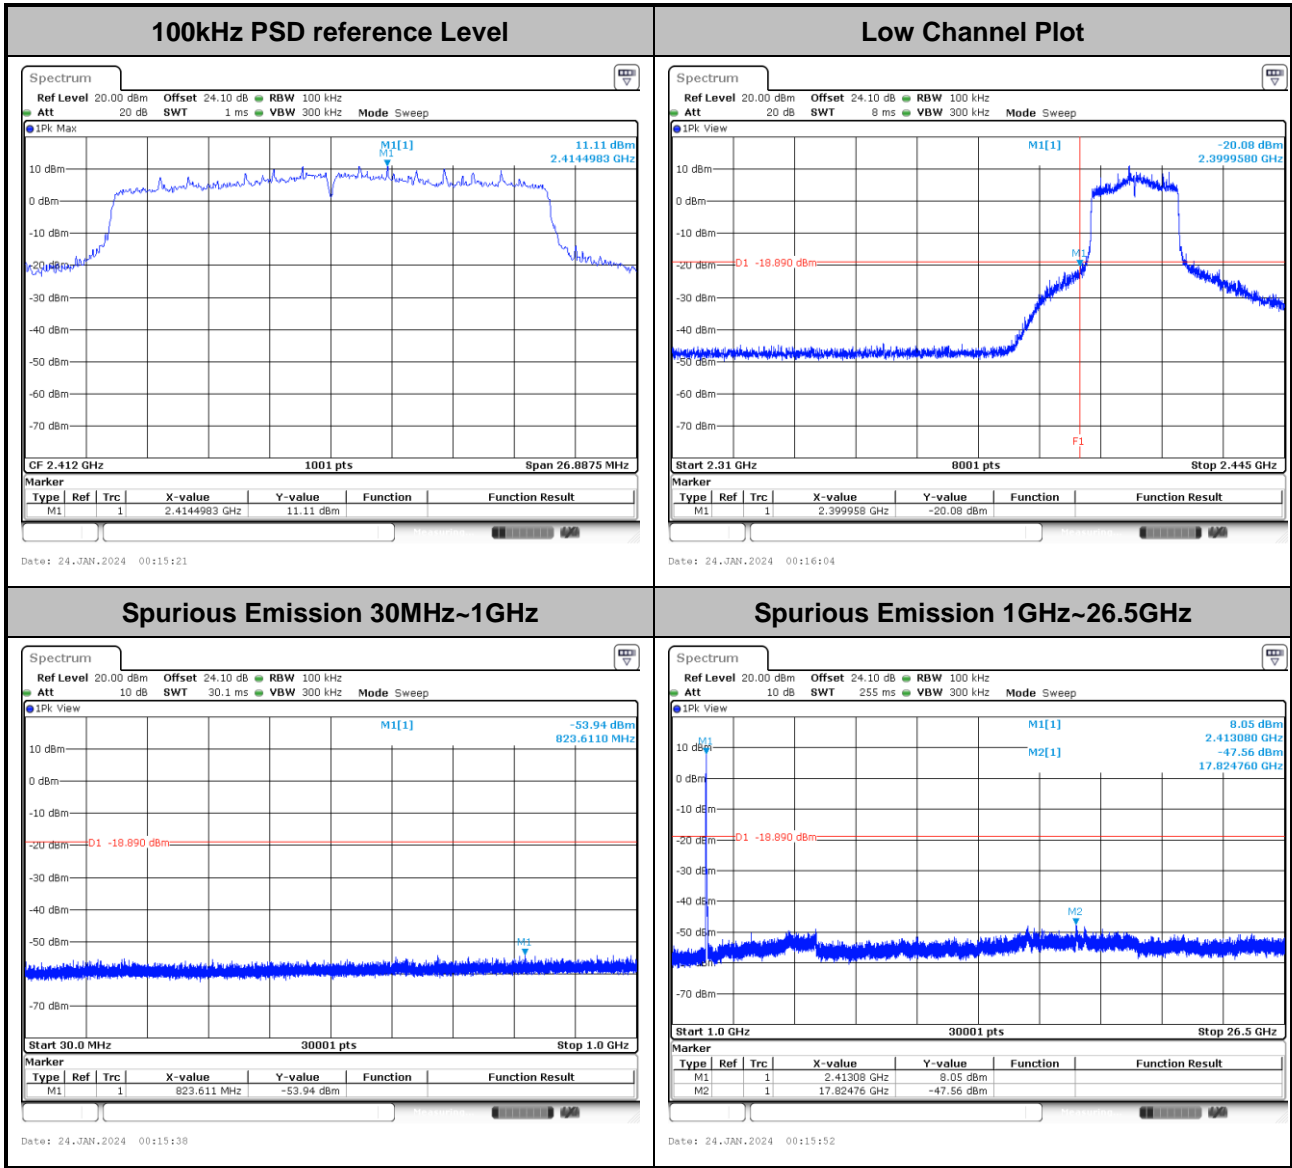 100kHz PSD reference Level
Spectrum
Ref Level 20.00 dBm Offset 24.10 dB RBW 100 kHz
Att 20 dB SWT 1 ms VBW 300 kHz Mode Sweep
1Pk Max
M1[1] 11.11 dBm
2.4144983 GHz
M1
10 dBm
0 dBm
-10 dBm
-20 dBm
-30 dBm
-40 dBm
-50 dBm
-60 dBm
-70 dBm
CF 2.412 GHz 1001 pts Span 26.8875 MHz
Marker
Type Ref Trc X-value Y-value Function Function Result
M1 1 2.4144983 GHz 11.11 dBm
Date: 24.JAN.2024 00:15:21
Low Channel Plot
Spectrum
Ref Level 20.00 dBm Offset 24.10 dB RBW 100 kHz
Att 20 dB SWT 8 ms VBW 300 kHz Mode Sweep
1Pk View
M1[1] -20.08 dBm
2.3999580 GHz
10 dBm
0 dBm
-10 dBm
M1
-20 dBm
D1 -18.890 dBm
-30 dBm
-40 dBm
-50 dBm
-60 dBm
-70 dBm
F1
Start 2.31 GHz 8001 pts Stop 2.445 GHz
Marker
Type Ref Trc X-value Y-value Function Function Result
M1 1 2.399958 GHz -20.08 dBm
Date: 24.JAN.2024 00:16:04
Spurious Emission 30MHz~1GHz
Spectrum
Ref Level 20.00 dBm Offset 24.10 dB RBW 100 kHz
Att 10 dB SWT 30.1 ms VBW 300 kHz Mode Sweep
1Pk View
M1[1] -53.94 dBm
823.6110 MHz
10 dBm
0 dBm
-10 dBm
-20 dBm
D1 -18.890 dBm
-30 dBm
-40 dBm
-50 dBm
M1
-70 dBm
Start 30.0 MHz 30001 pts Stop 1.0 GHz
Marker
Type Ref Trc X-value Y-value Function Function Result
M1 1 823.611 MHz -53.94 dBm
Date: 24.JAN.2024 00:15:38
Spurious Emission 1GHz~26.5GHz
Spectrum
Ref Level 20.00 dBm Offset 24.10 dB RBW 100 kHz
Att 10 dB SWT 255 ms VBW 300 kHz Mode Sweep
1Pk View
M1[1] 8.05 dBm
2.413080 GHz
M2[1] -47.56 dBm
17.824760 GHz
M1
10 dBm
0 dBm
-10 dBm
-20 dBm
D1 -18.890 dBm
-30 dBm
-40 dBm
M2
-50 dBm
-70 dBm
Start 1.0 GHz 30001 pts Stop 26.5 GHz
Marker
Type Ref Trc X-value Y-value Function Function Result
M1 1 2.41308 GHz 8.05 dBm
M2 1 17.82476 GHz -47.56 dBm
Date: 24.JAN.2024 00:15:52